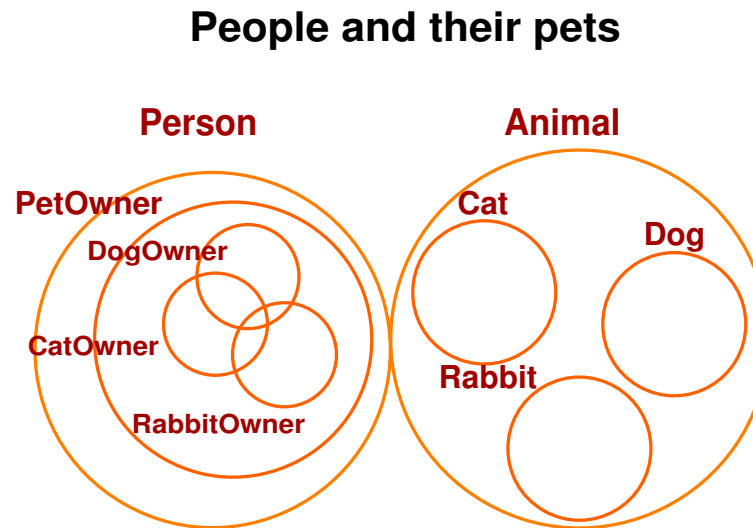 People and their pets
Person
Animal
PetOwner
Cat
DogOwner
Dog
CatOwner
Rabbit
RabbitOwner